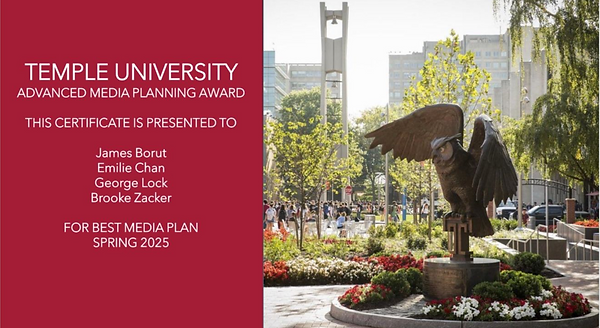 TEMPLE UNIVERSITY
ADVANCED MEDIA PLANNING AWARD
THIS CERTIFICATE IS PRESENTED TO
James Borut
Emilie Chan
George Lock
Brooke Zacker
FOR BEST MEDIA PLAN
SPRING 2025